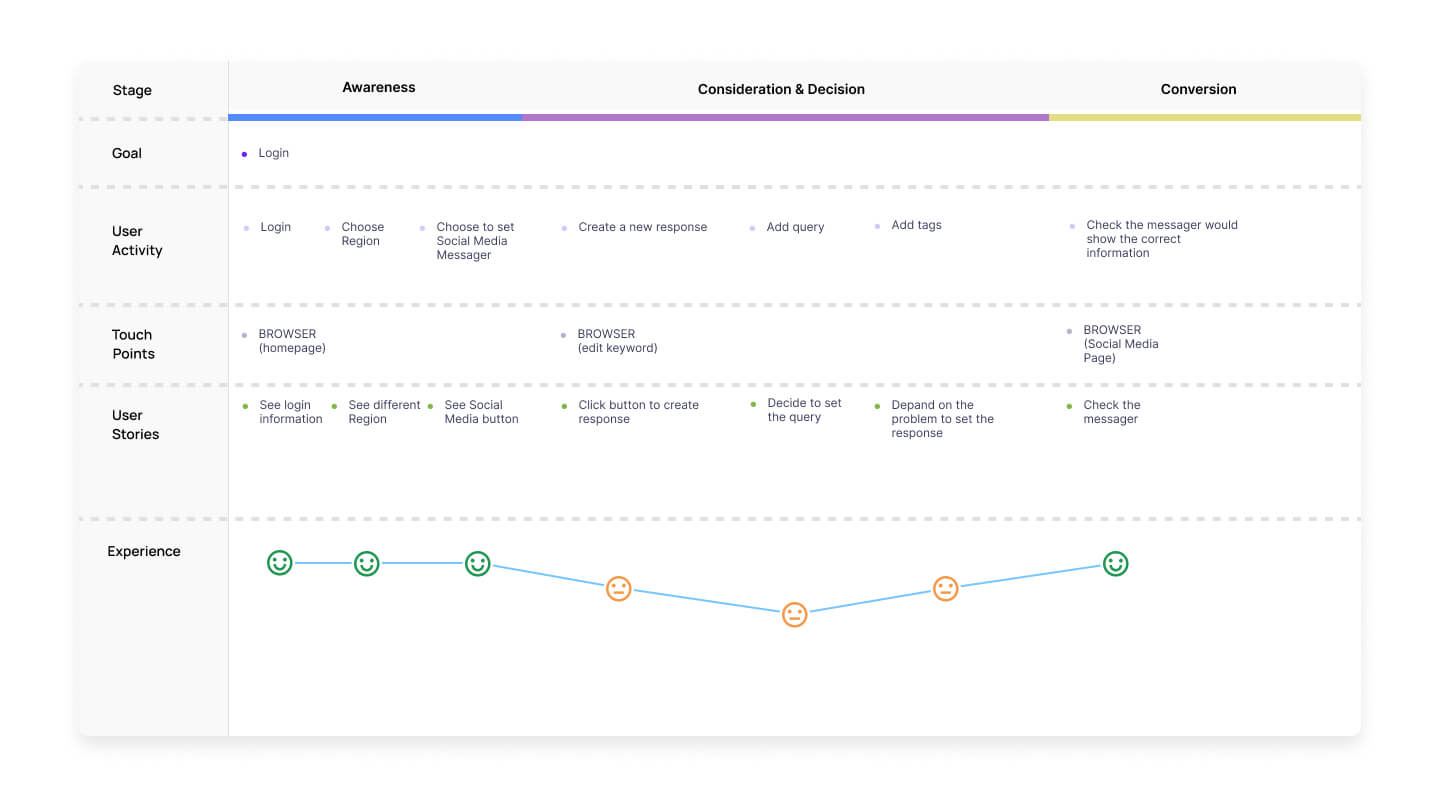 Stage
Awareness
Consideration & Decision
Conversion
Goal
Login
User
Activity
Login
Choose
Region
Choose to set
Social Media
Messager
Create a new response
Add query
Add tags
Check the messager would
show the correct
information
Touch
Points
BROWSER
(homepage)
BROWSER
(edit keyword)
BROWSER
(Social Media
Page)
User
Stories
See login
information
See different
Region
See Social
Media button
Click button to create
response
Decide to set
the query
Depand on the
problem to set the
response
Check the
messager
Experience